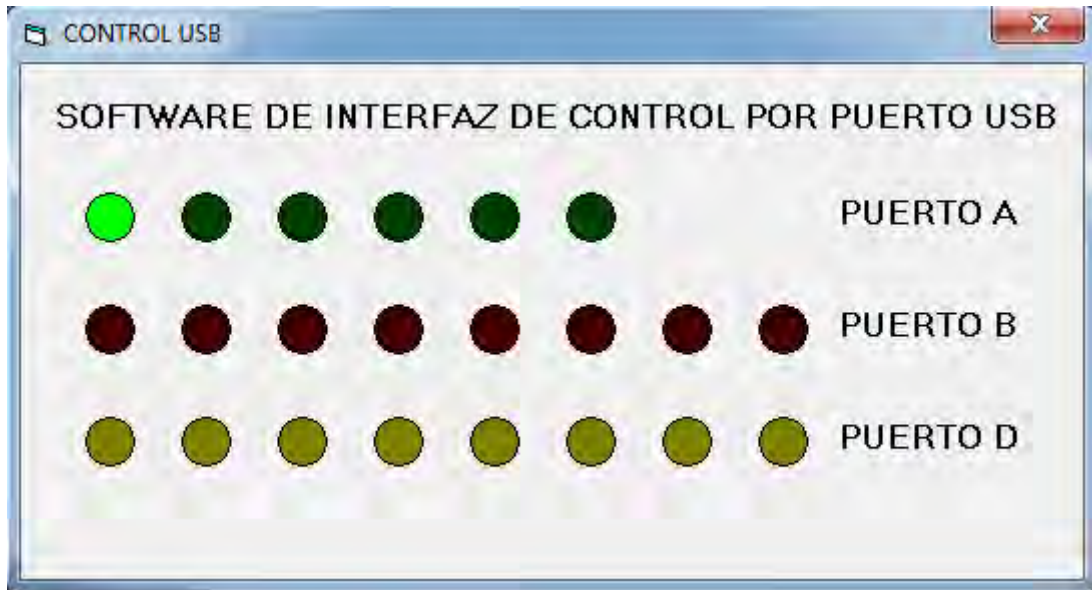 CONTROL USB
SOFTWARE DE INTERFAZ DE CONTROL POR PUERTO USB
PUERTO A
PUERTO B
PUERTO D